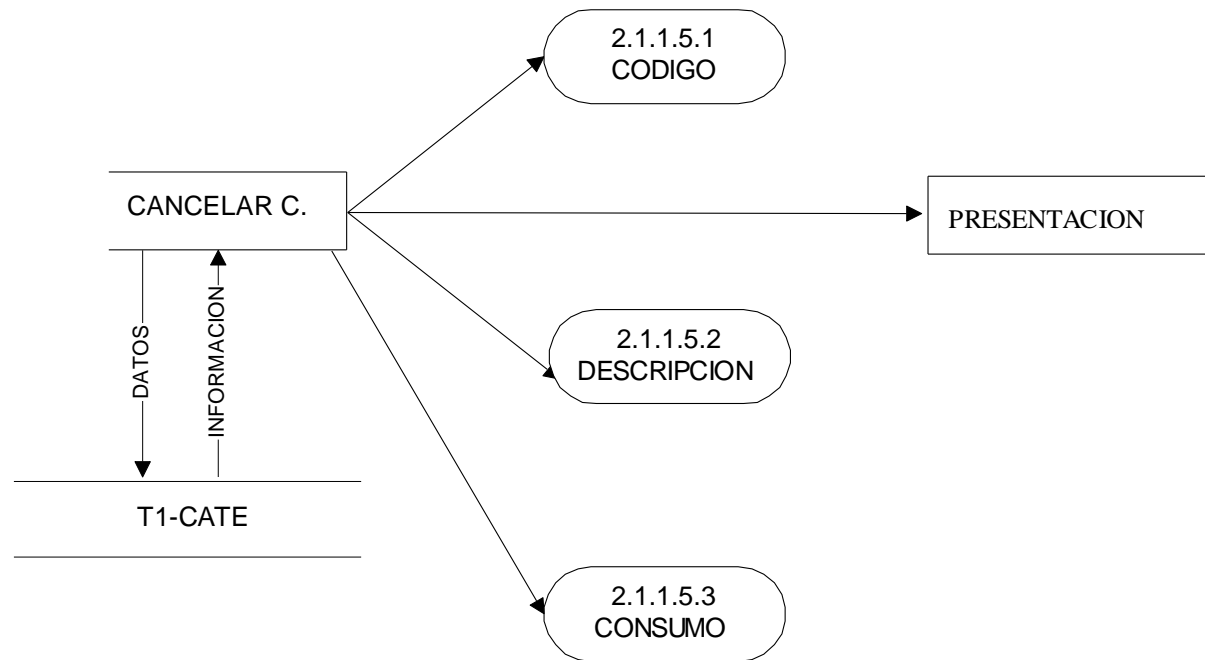 2.1.1.5.1
CODIGO
CANCELAR C.
PRESENTACION
DATOS
INFORMACION
2.1.1.5.2
DESCRIPCION
T1-CATE
2.1.1.5.3
CONSUMO